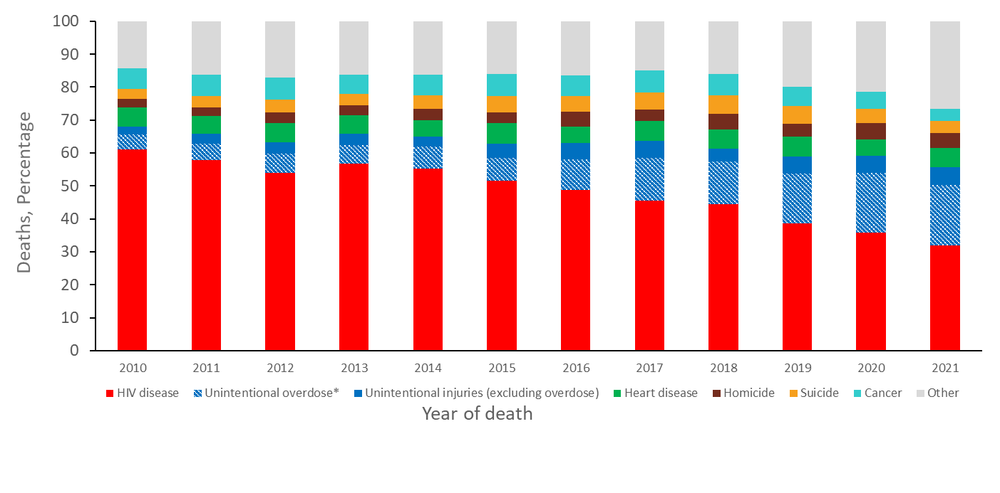 Deaths, Percentage
100
90
80
70
60
50
40
30
20
10
0
2010 2011 2012 2013 2014 2015 2016 2017 2018 2019 2020 2021
HIV disease Unintentional overdose* Unintentional injuries (excluding overdose) Heart disease Homicide Suicide Cancer Other
Year of death